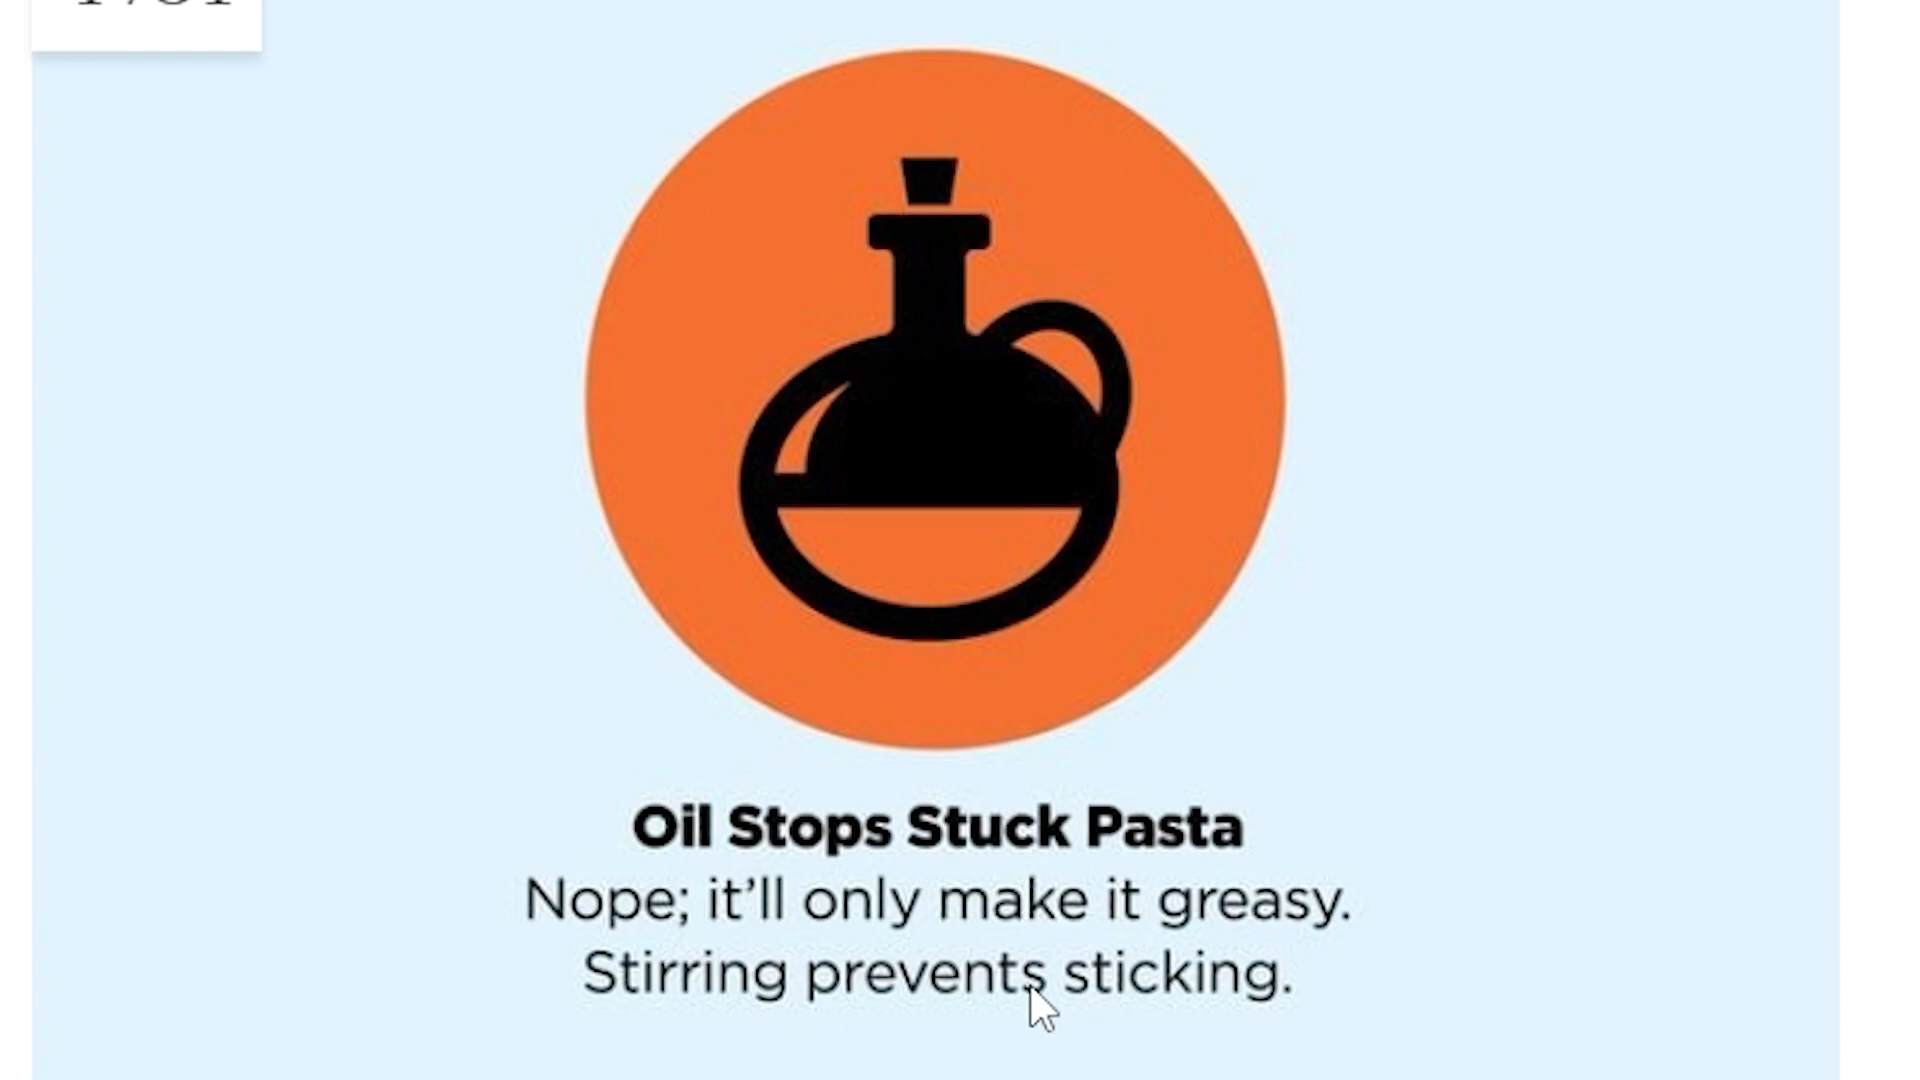 Oil Stops Stuck Pasta
Nope; it’ll only make it greasy.
Stirring prevents sticking.